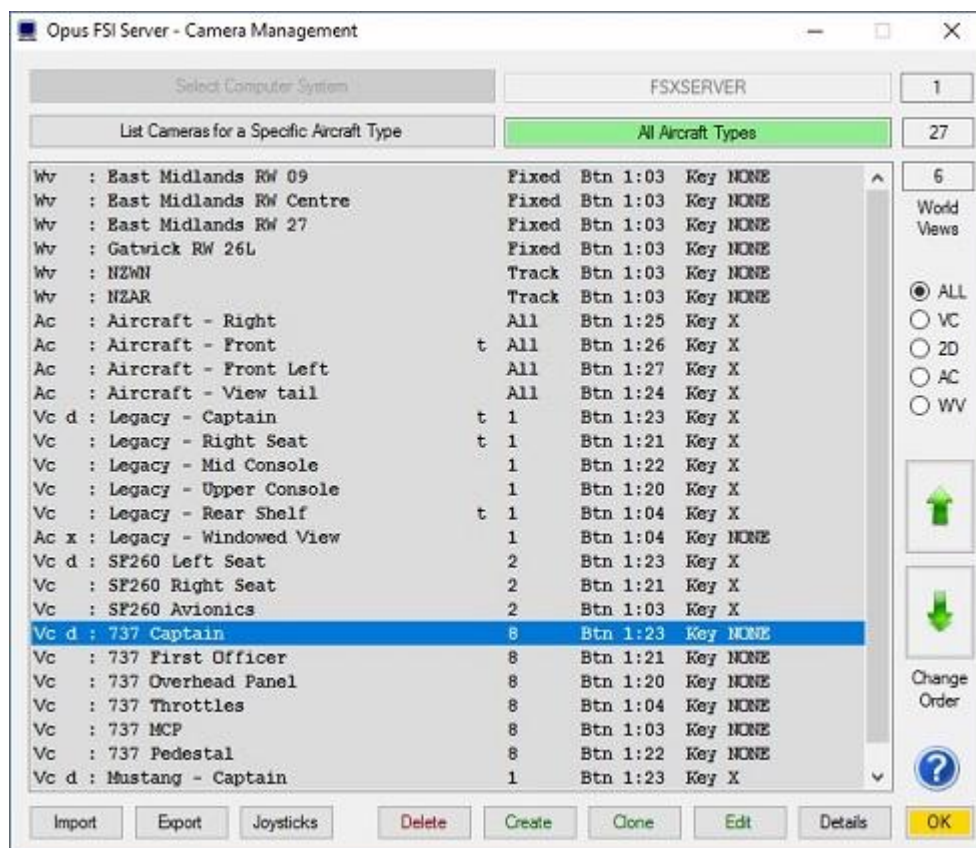 Opus FSI Server - Camera Management
Select Computer System FSXSERVER 1
List Cameras for a Specific Aircraft Type All Aircraft Types 27
Wv : East Midlands RW 09 Fixed Btn 1:03 Key NONE 6
Wv : East Midlands RW Centre Fixed Btn 1:03 Key NONE World
Wv : East Midlands RW 27 Fixed Btn 1:03 Key NONE Views
Wv : Gatwick RW 26L Fixed Btn 1:03 Key NONE
Wv : NZWN Track Btn 1:03 Key NONE
Wv : NZAR Track Btn 1:03 Key NONE ALL
Ac : Aircraft - Right All Btn 1:25 Key X VC
Ac : Aircraft - Front t All Btn 1:26 Key X 2D
Ac : Aircraft - Front Left All Btn 1:27 Key X AC
Ac : Aircraft - View tail All Btn 1:24 Key X WV
Vc d : Legacy - Captain t 1 Btn 1:23 Key X
Vc : Legacy - Right Seat t 1 Btn 1:21 Key X
Vc : Legacy - Mid Console 1 Btn 1:22 Key X
Vc : Legacy - Upper Console 1 Btn 1:20 Key X
Vc : Legacy - Rear Shelf t 1 Btn 1:04 Key X
Ac x : Legacy - Windowed View 1 Btn 1:04 Key NONE
Vc d : SF260 Left Seat 2 Btn 1:23 Key X
Vc : SF260 Right Seat 2 Btn 1:21 Key X
Vc : SF260 Avionics 2 Btn 1:03 Key X
Vc d : 737 Captain 8 Btn 1:23 Key NONE
Vc : 737 First Officer 8 Btn 1:21 Key NONE
Vc : 737 Overhead Panel 8 Btn 1:20 Key NONE Change
Vc : 737 Throttles 8 Btn 1:04 Key NONE Order
Vc : 737 MCP 8 Btn 1:03 Key NONE
Vc : 737 Pedestal 8 Btn 1:22 Key NONE
Vc d : Mustang - Captain 1 Btn 1:23 Key X
Import Export Joysticks Delete Create Clone Edit Details OK